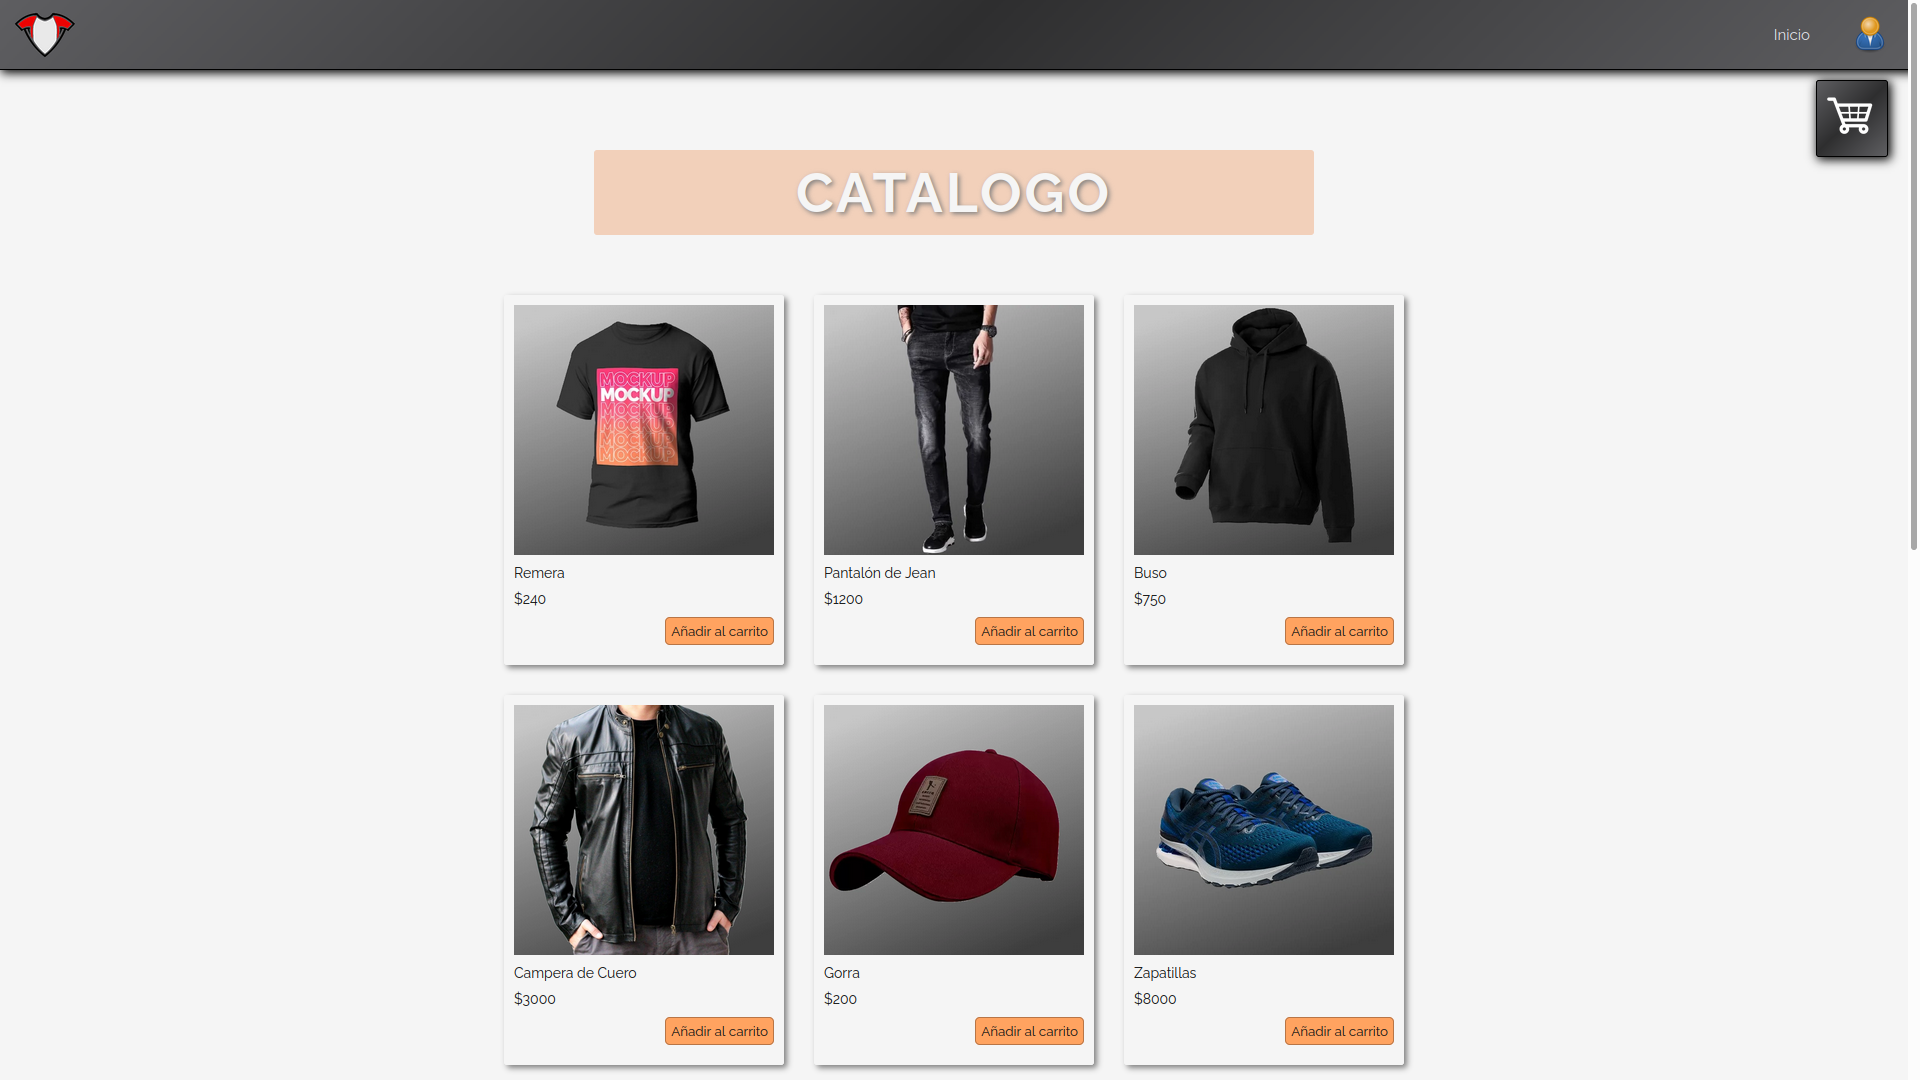 Inicio
CATALOGO
MOCKUP
MOCKUP
MOCKUP
MOCKUP
MOCKUP
MOCKUP
Remera
$240
Añadir al carrito
Pantalón de Jean
$1200
Añadir al carrito
Buso
$750
Añadir al carrito
Campera de Cuero
$3000
Añadir al carrito
Gorra
$200
Añadir al carrito
Zapatillas
$8000
Añadir al carrito